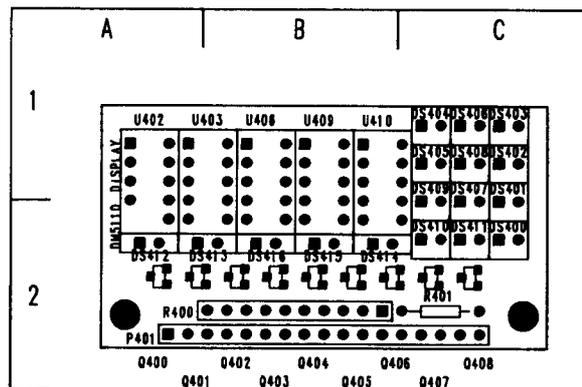 A B C
1
U402 U403 U408 U409 U410
DS404 DS406 DS403
DS405 DS408 DS402
DS409 DS407 DS401
DS410 DS411 DS400
DM5110 DISPLAY
DS412 DS413 DS416 DS415 DS414
2
R401
R400
P401
Q400 Q402 Q404 Q406 Q408
Q401 Q403 Q405 Q407